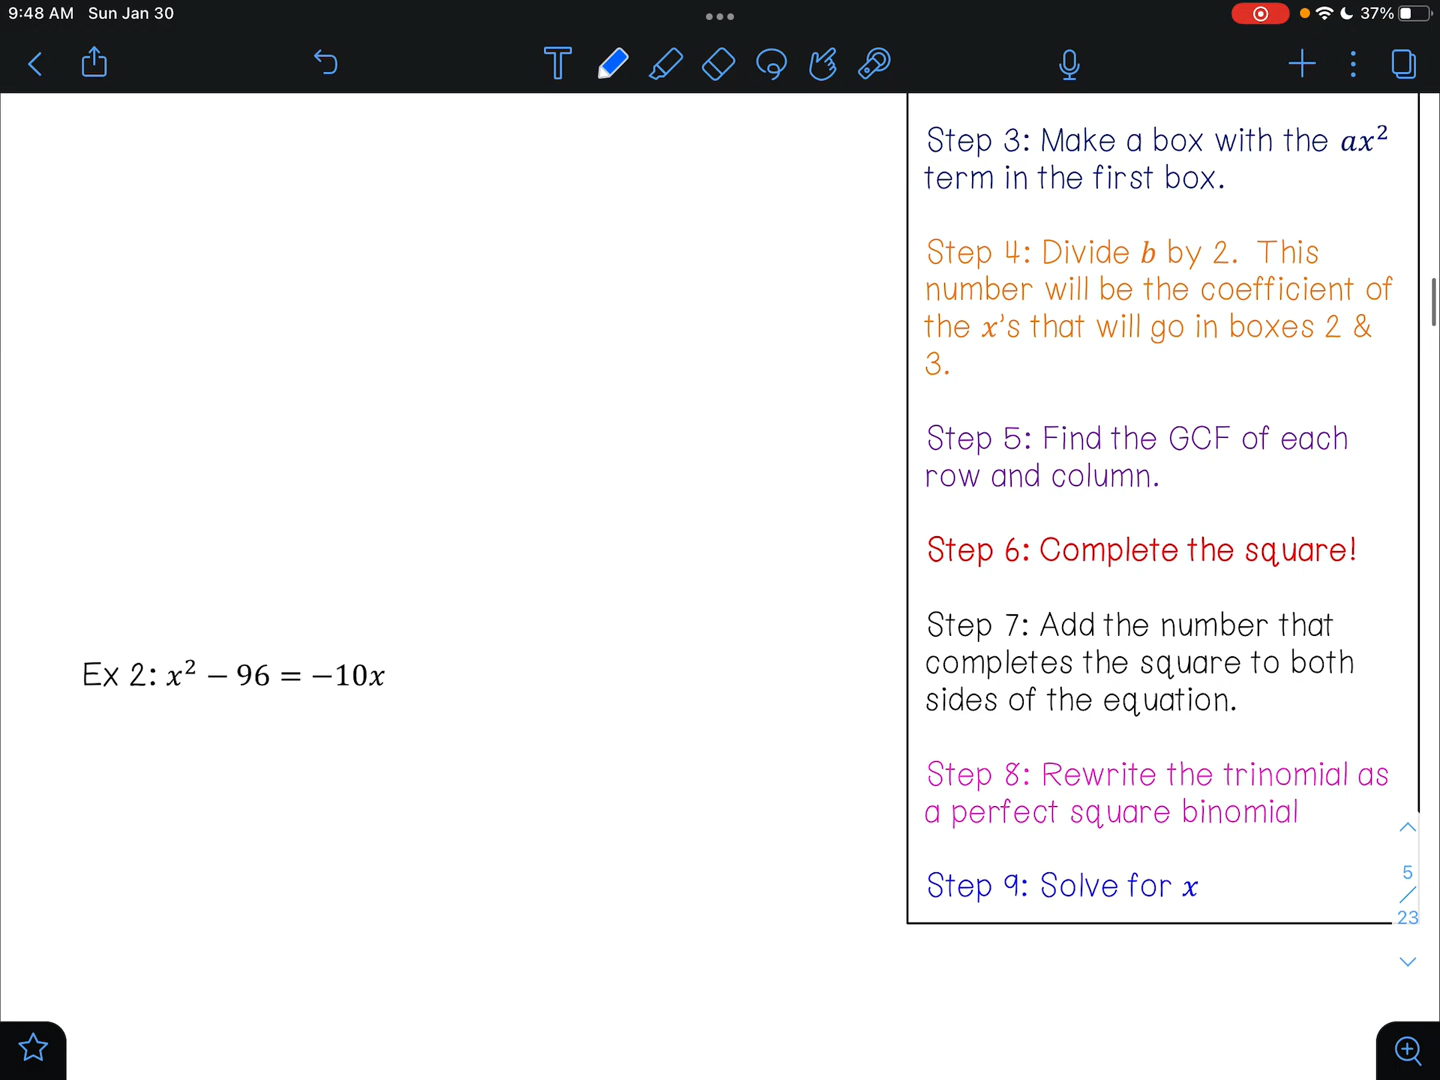 9:48 AM Sun Jan 30
37%
Step 3: Make a box with the ax²
term in the first box.
Step 4: Divide b by 2. This
number will be the coefficient of
the x's that will go in boxes 2 &
3.
Step 5: Find the GCF of each
row and column.
Step 6: Complete the square!
Ex 2: x² − 96 = −10x
Step 7: Add the number that
completes the square to both
sides of the equation.
Step 8: Rewrite the trinomial as
a perfect square binomial
Step 9: Solve for x
5
/
23